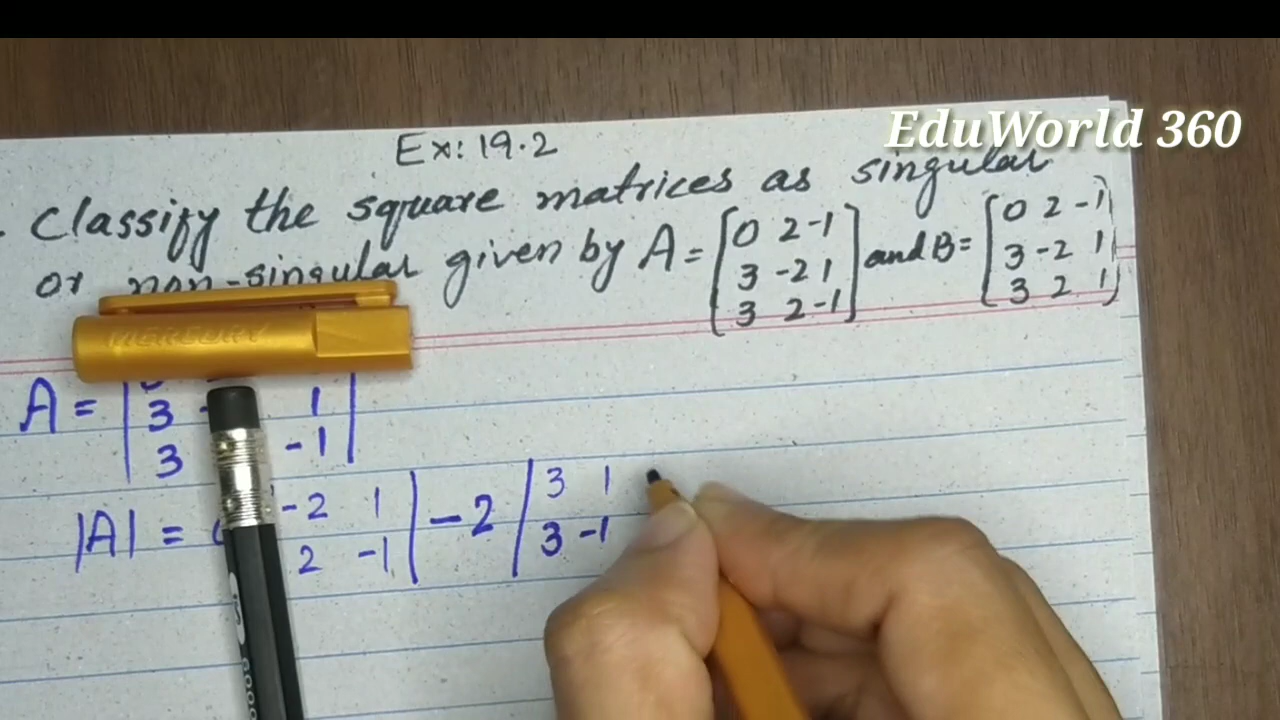 EduWorld 360
Ex: 19.2
Classify the square matrices as singular
or non-singular given by A = [0 2 -1 and B = [0 2 -1
3 -2 1 3 -2 1
3 2 -1] 3 2 1]
MERCURY
A = | 3 1 |
3 -1
|A| = | -2 1 | - 2 | 3 1
2 -1 3 -1